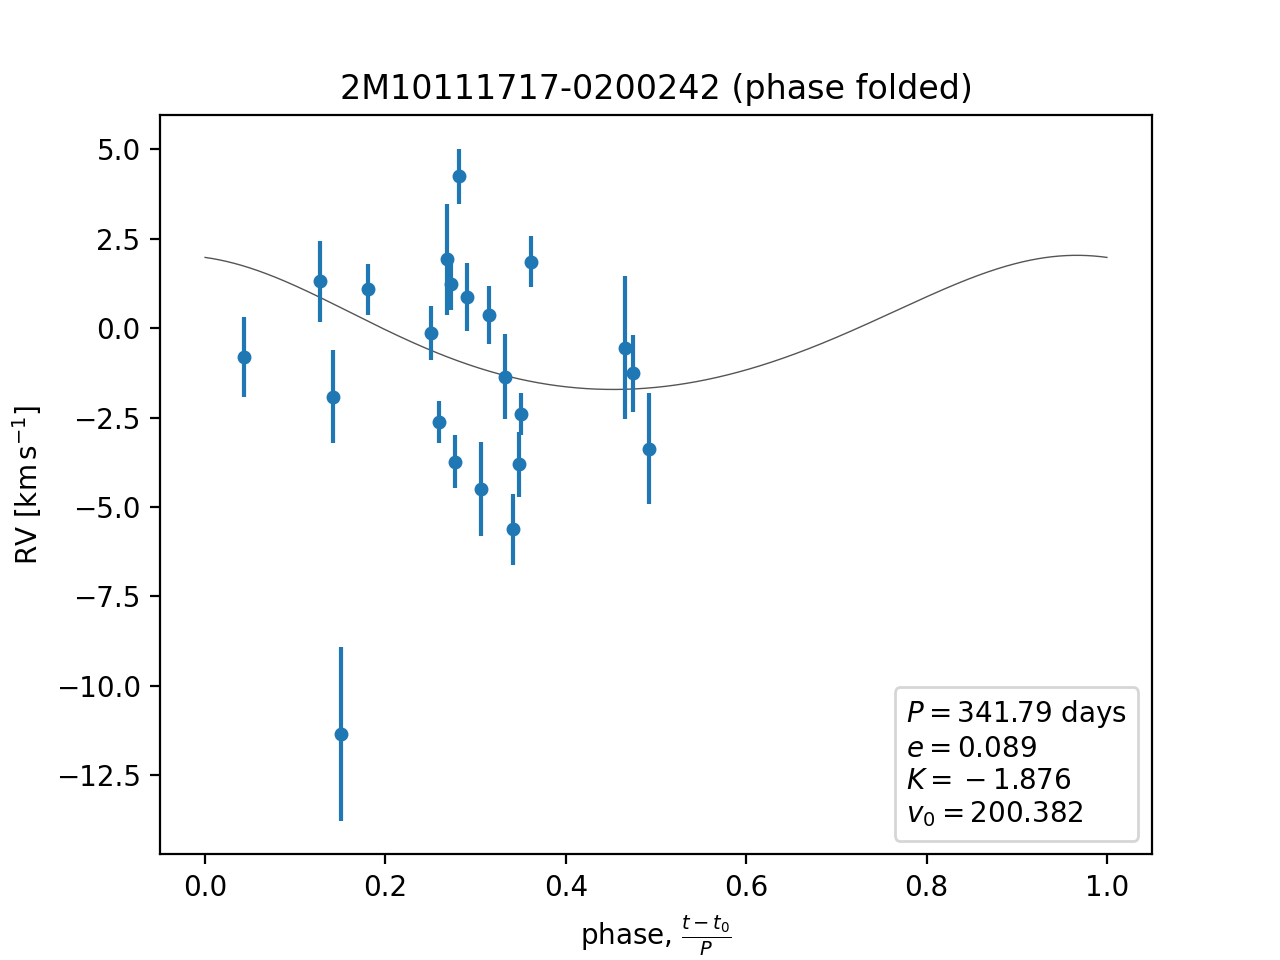 2M10111717-0200242 (phase folded)
5.0
2.5
0.0
−2.5
−5.0
−7.5
−10.0
−12.5
RV [km s⁻¹]
P = 341.79 days
e = 0.089
K = − 1.876
v₀ = 200.382
0.0 0.2 0.4 0.6 0.8 1.0
phase, (t − t₀)/P